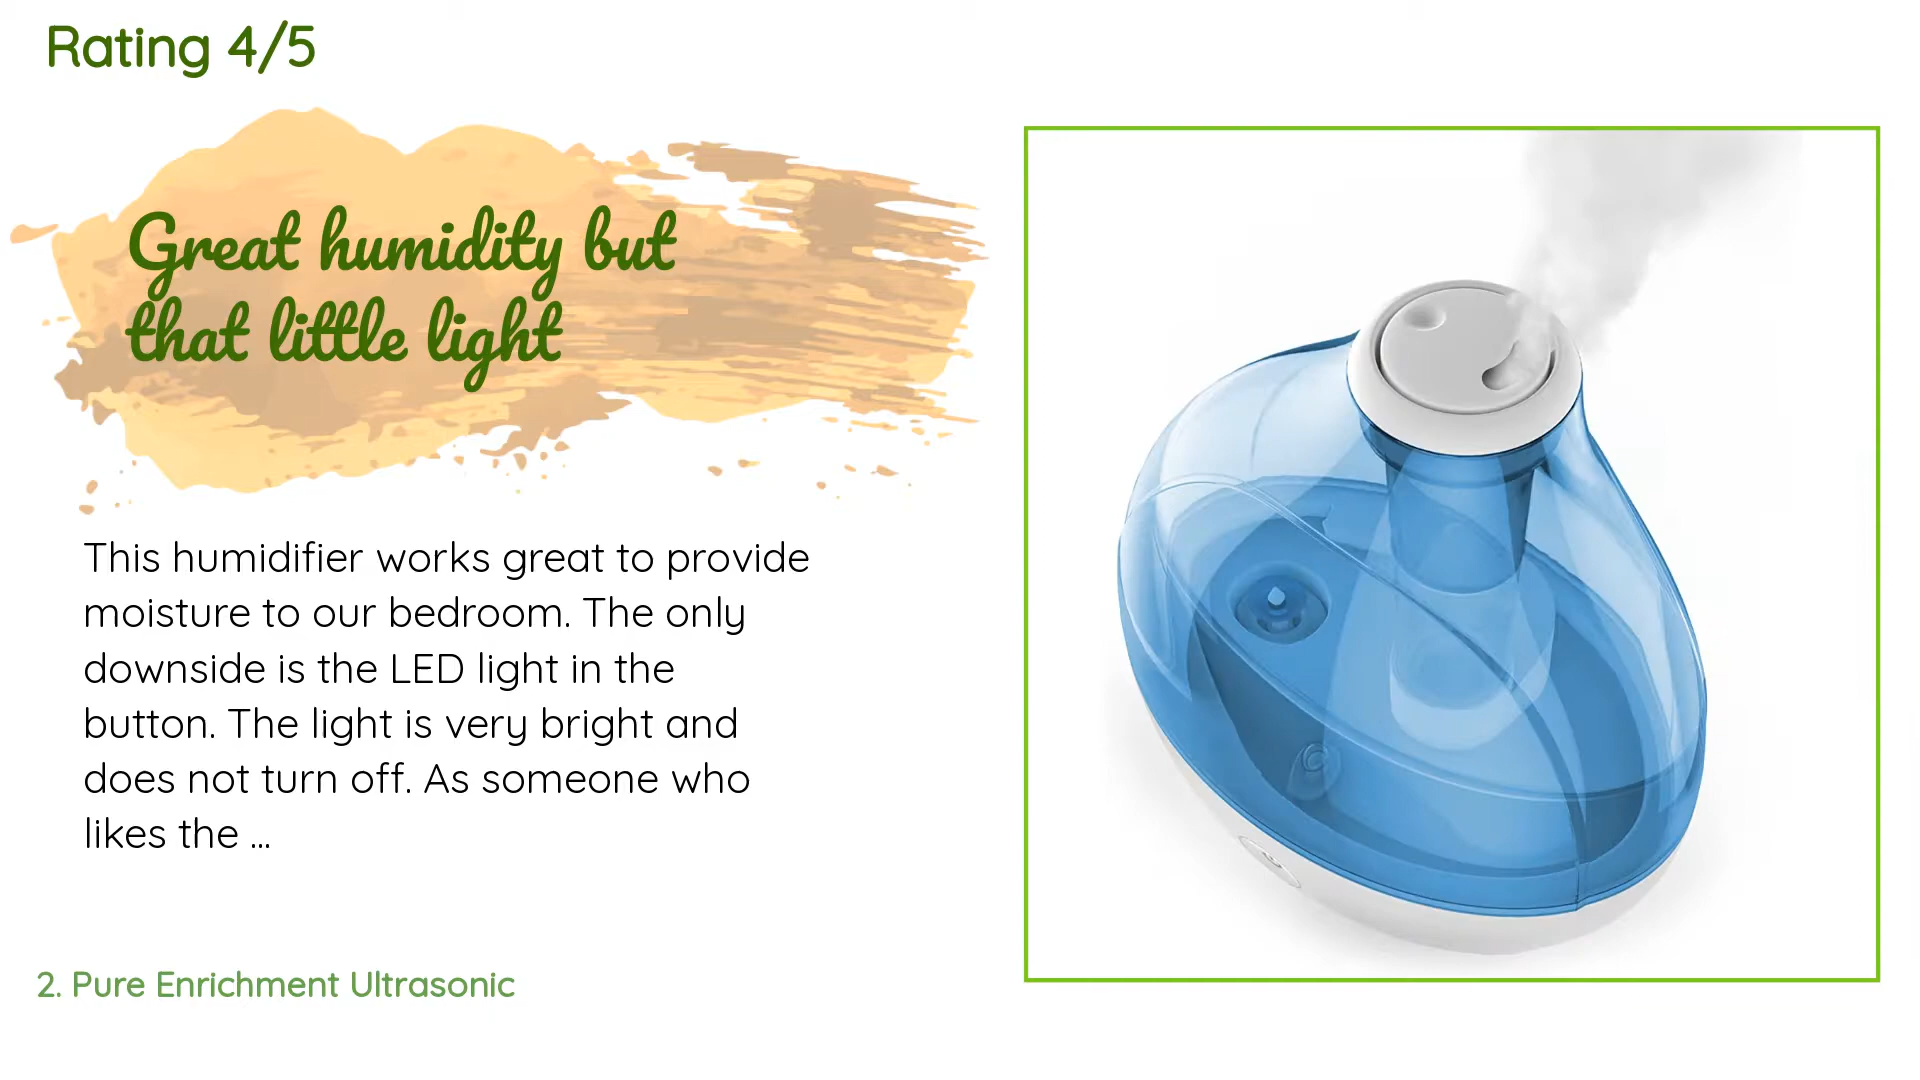 Rating 4/5
Great humidity but
that little light
This humidifier works great to provide
moisture to our bedroom. The only
downside is the LED light in the
button. The light is very bright and
does not turn off. As someone who
likes the ...
2. Pure Enrichment Ultrasonic